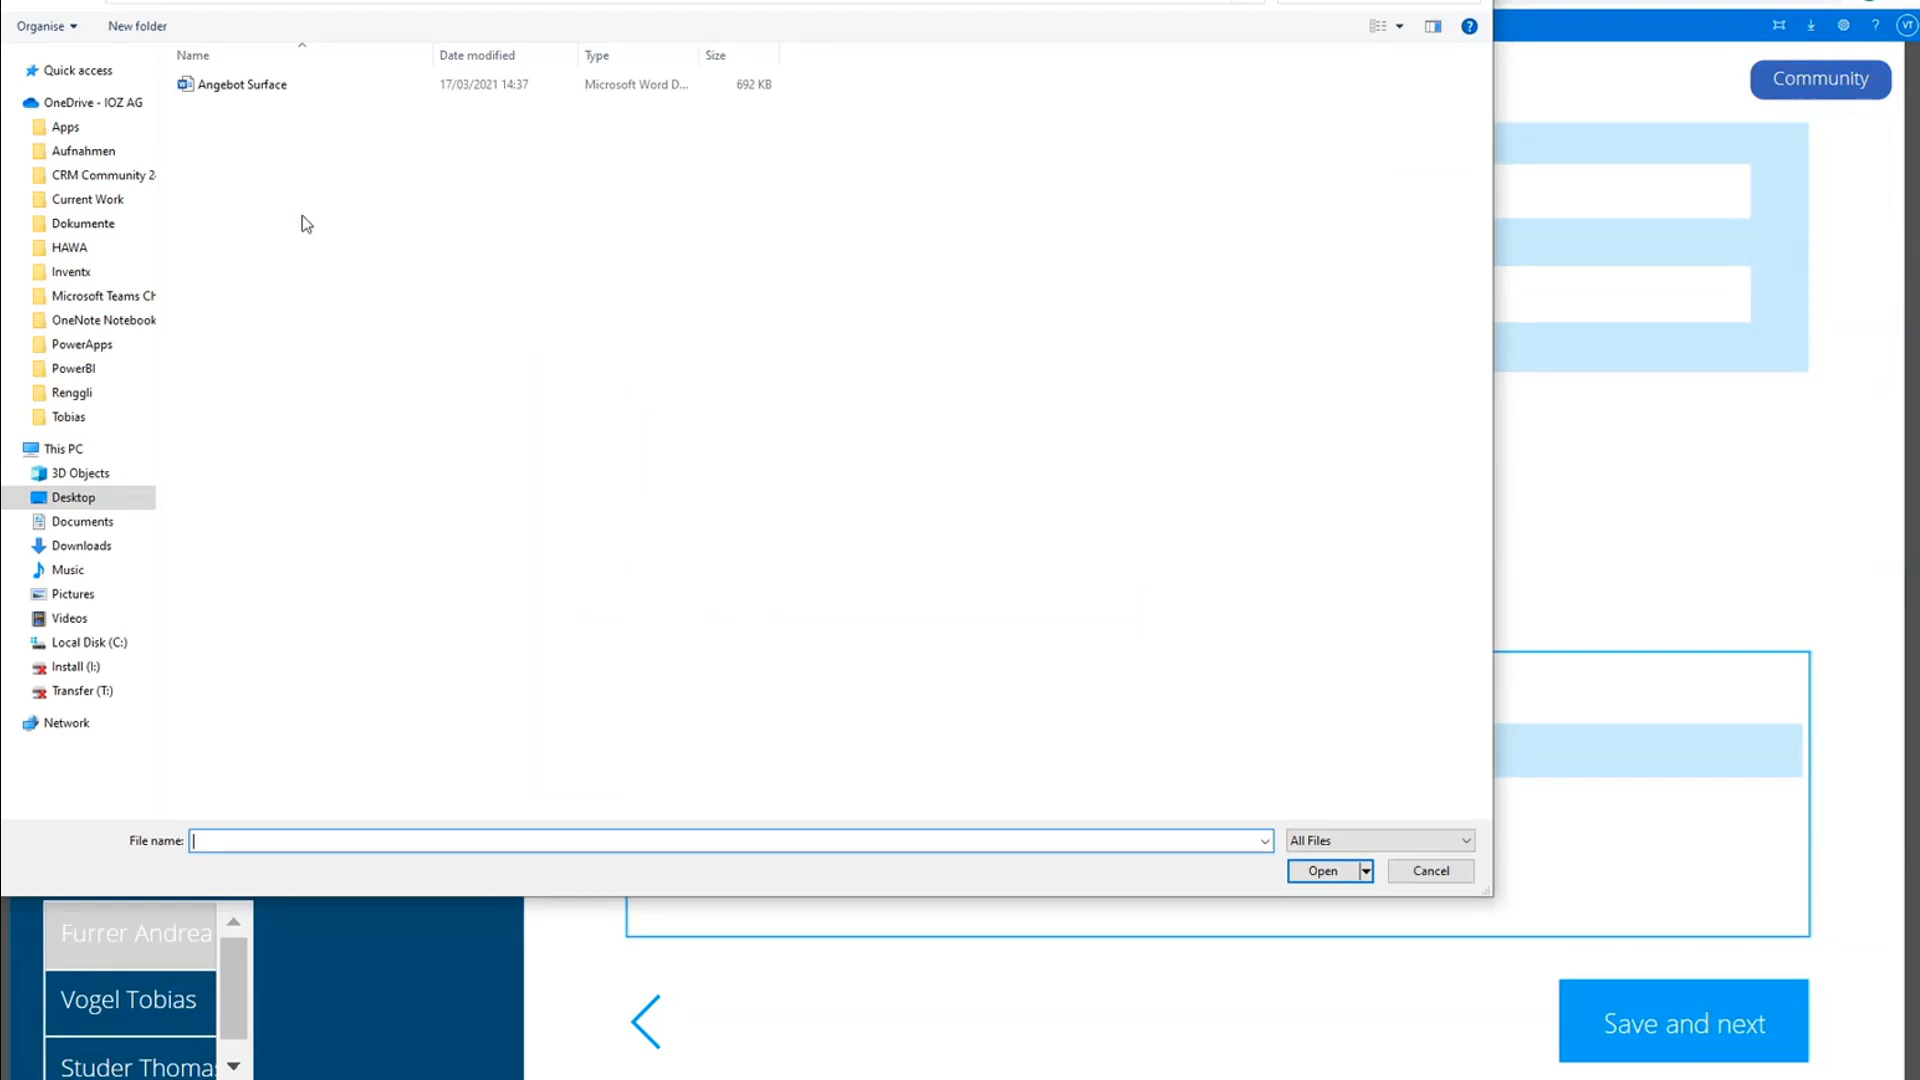 Organise
New folder
?
?
VT
Community
Name
Date modified
Type
Size
Angebot Surface
17/03/2021 14:37
Microsoft Word D...
692 KB
Quick access
OneDrive - IOZ AG
Apps
Aufnahmen
CRM Community 2
Current Work
Dokumente
HAWA
Inventx
Microsoft Teams Ch
OneNote Notebook
PowerApps
PowerBI
Renggli
Tobias
This PC
3D Objects
Desktop
Documents
Downloads
Music
Pictures
Videos
Local Disk (C:)
Install (I:)
Transfer (T:)
Network
File name:
All Files
Open
Cancel
Furrer Andrea
Vogel Tobias
Studer Thomas
Save and next